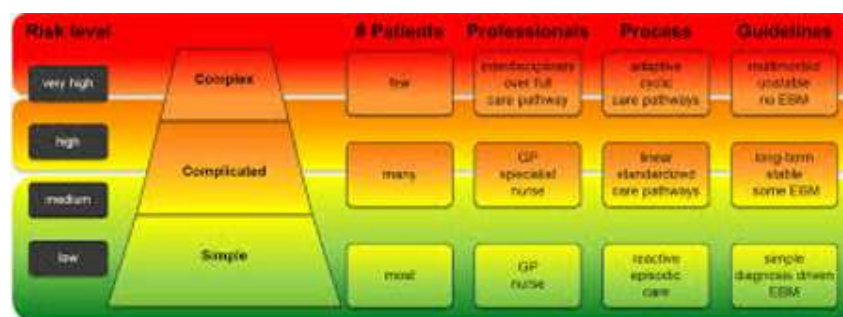 Risk level # Patients Professionals Process Guidelines
very high
high
medium
low
Complex
Complicated
Simple
few
interdisciplinary
over full
care pathway
adaptive
cyclic
care pathways
multimorbid
unstable
no EBM
many
GP
specialist
nurse
linear
standardized
care pathways
long-term
stable
some EBM
most
GP
nurse
reactive
episodic
care
simple
diagnosis driven
EBM